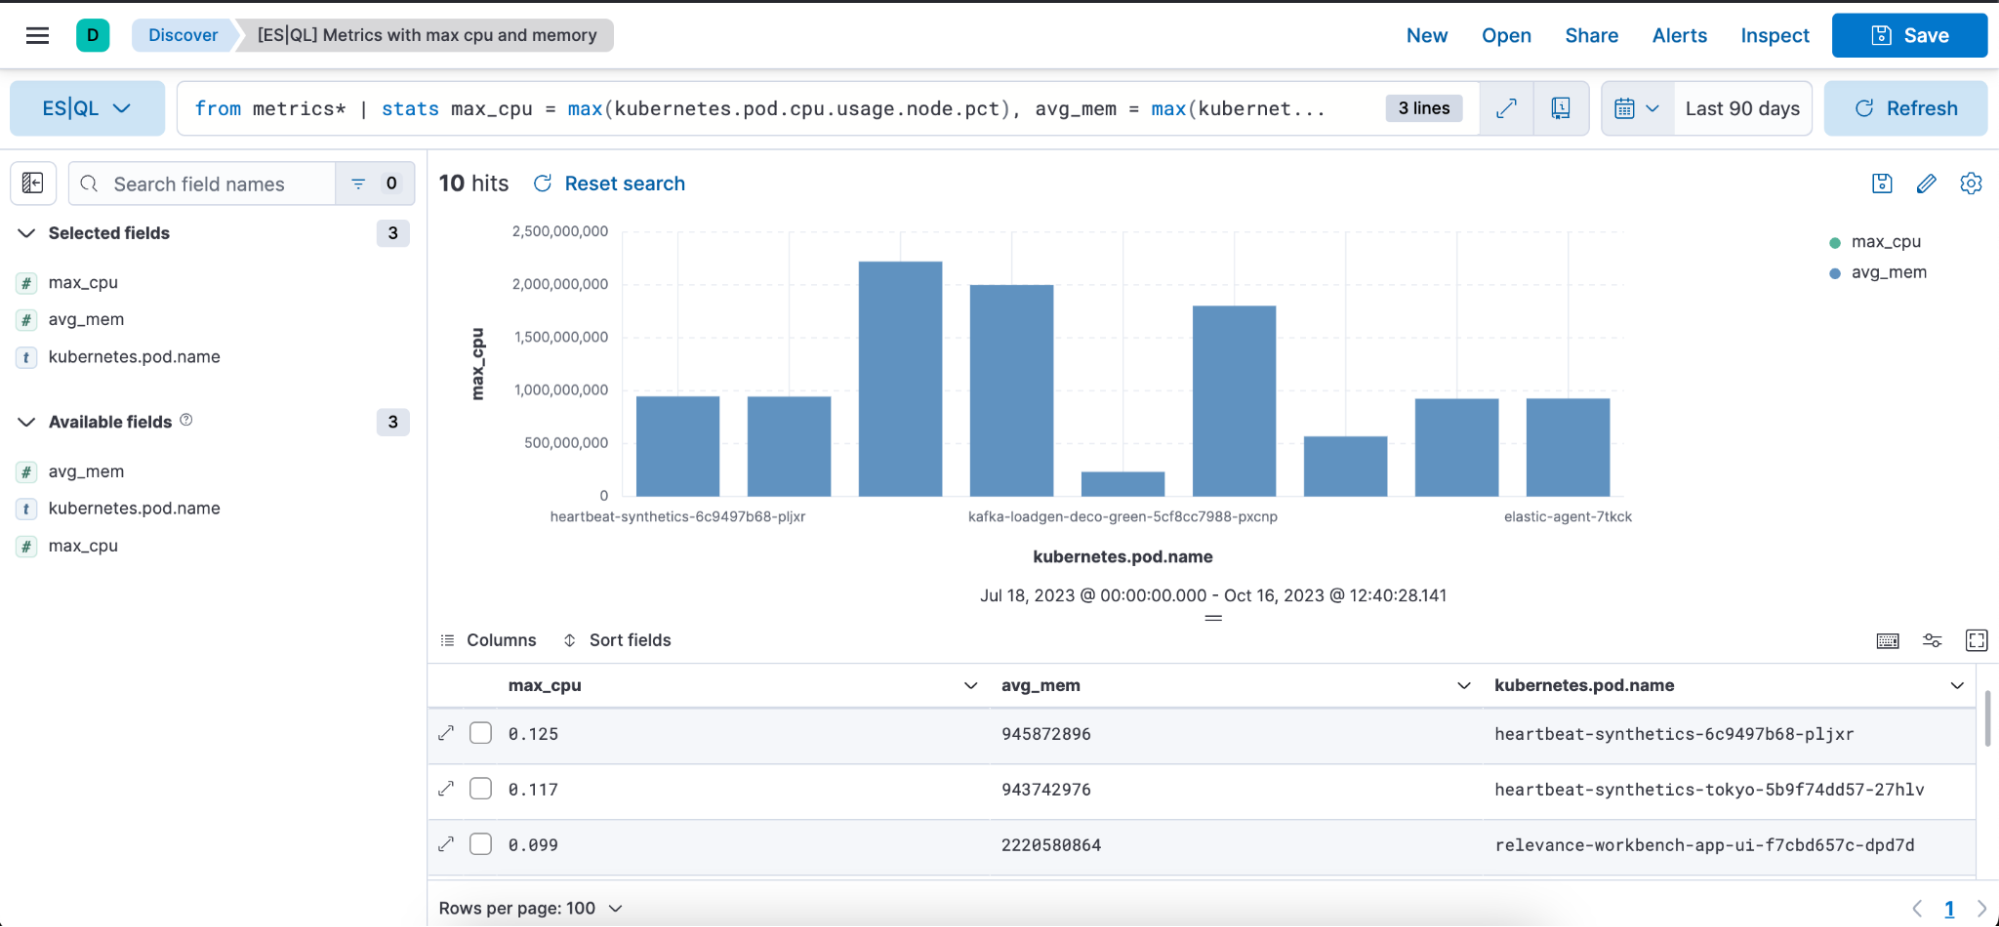 D Discover [ES|QL] Metrics with max cpu and memory New Open Share Alerts Inspect Save
ES|QL from metrics* | stats max_cpu = max(kubernetes.pod.cpu.usage.node.pct), avg_mem = max(kubernet... 3 lines Last 90 days Refresh
Search field names 0
Selected fields 3
# max_cpu
# avg_mem
t kubernetes.pod.name
Available fields ? 3
# avg_mem
t kubernetes.pod.name
# max_cpu
10 hits Reset search
2,500,000,000
2,000,000,000
1,500,000,000
1,000,000,000
500,000,000
0
max_cpu
heartbeat-synthetics-6c9497b68-pljxr kafka-loadgen-deco-green-5cf8cc7988-pxcnp elastic-agent-7tkck
kubernetes.pod.name
Jul 18, 2023 @ 00:00:00.000 - Oct 16, 2023 @ 12:40:28.141
max_cpu
avg_mem
Columns Sort fields
max_cpu avg_mem kubernetes.pod.name
0.125 945872896 heartbeat-synthetics-6c9497b68-pljxr
0.117 943742976 heartbeat-synthetics-tokyo-5b9f74dd57-27hlv
0.099 2220580864 relevance-workbench-app-ui-f7cbd657c-dpd7d
Rows per page: 100 1